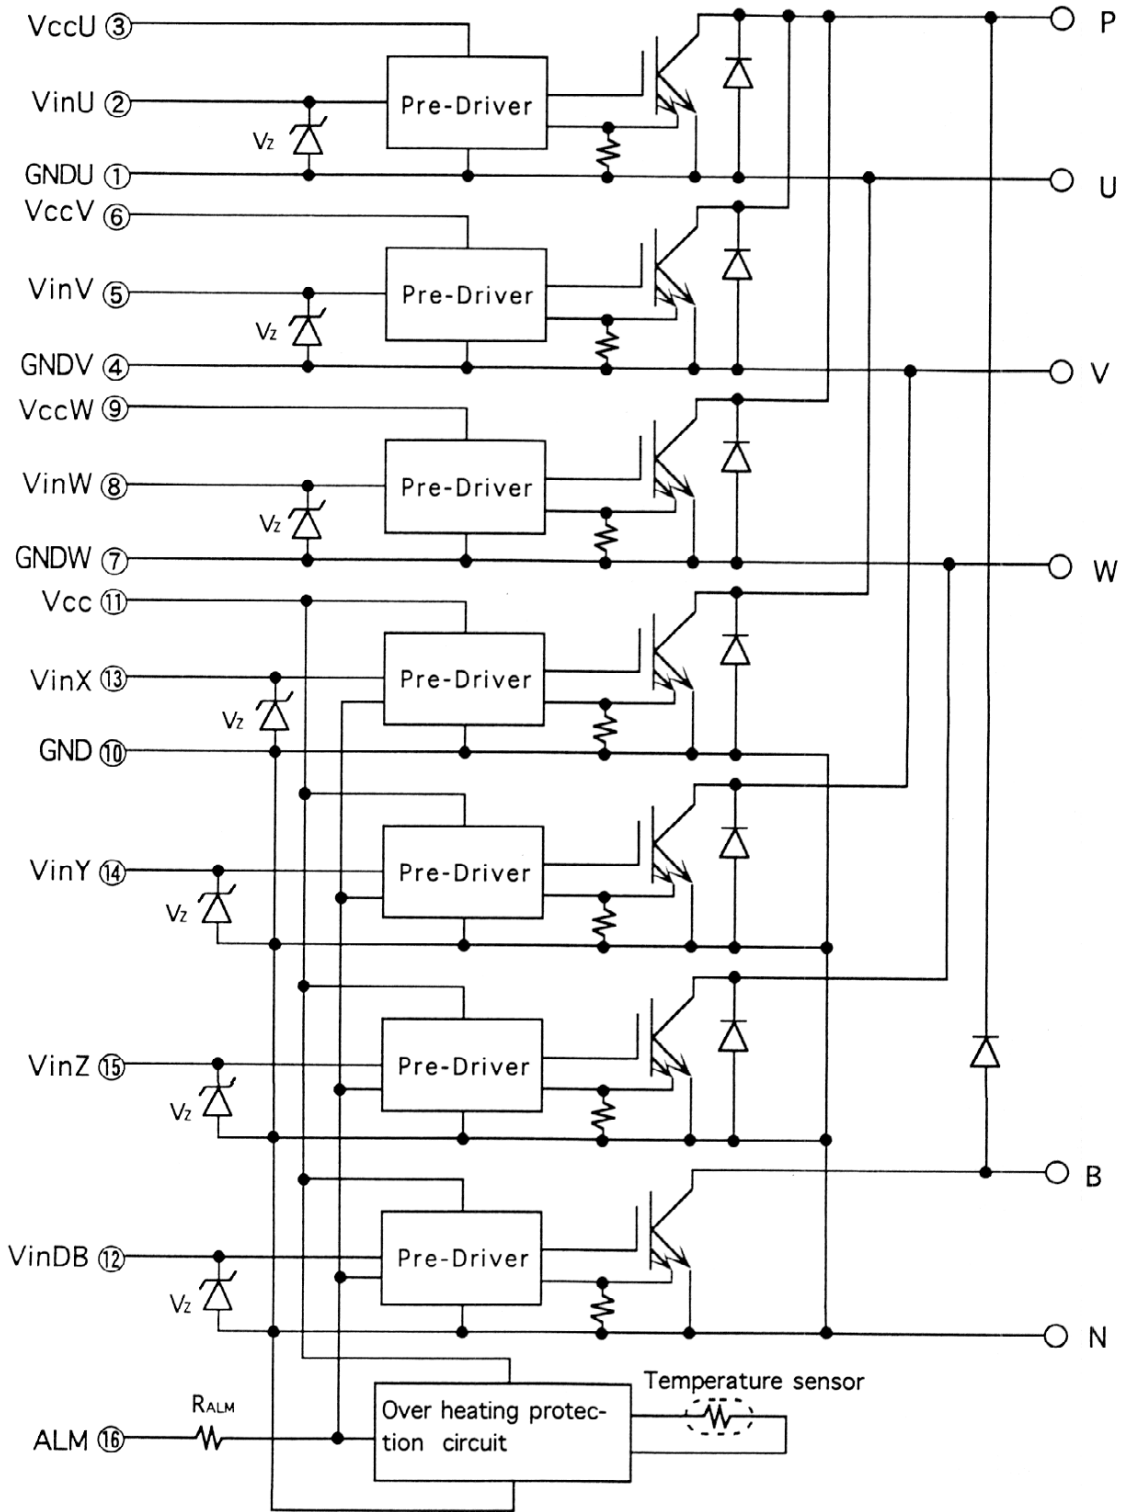 VccU ③
P
VinU ②
Pre-Driver
Vz
GNDU ①
U
VccV ⑥
VinV ⑤
Pre-Driver
Vz
GNDV ④
V
VccW ⑨
VinW ⑧
Pre-Driver
Vz
GNDW ⑦
W
Vcc ⑪
VinX ⑬
Pre-Driver
Vz
GND ⑩
VinY ⑭
Pre-Driver
Vz
VinZ ⑮
Pre-Driver
Vz
B
VinDB ⑫
Pre-Driver
Vz
N
Temperature sensor
RALM
Over heating protec-
tion circuit
ALM ⑯